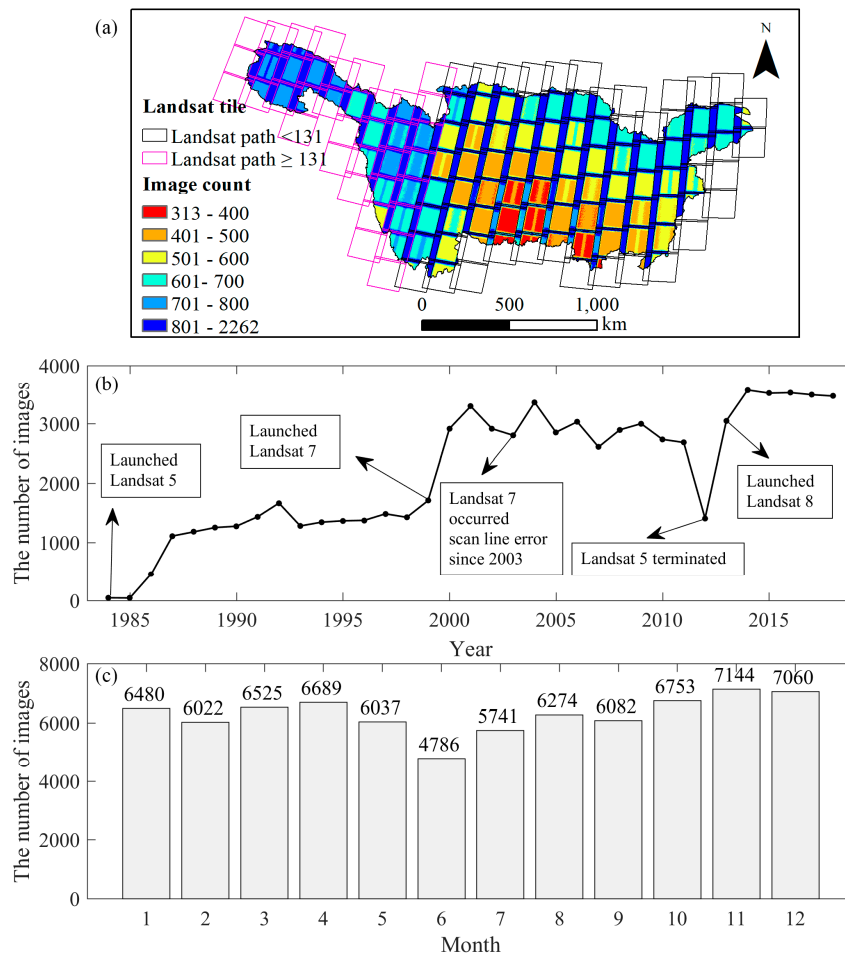 (a)
N
Landsat tile
Landsat path <131
Landsat path ≥ 131
Image count
313 - 400
401 - 500
501 - 600
601- 700
701 - 800
801 - 2262
0 500 1,000
km
(b)
The number of images
4000
3000
2000
1000
0
Launched
Landsat 5
Launched
Landsat 7
Landsat 7
occurred
scan line error
since 2003
Landsat 5 terminated
Launched
Landsat 8
1985 1990 1995 2000 2005 2010 2015
Year
(c)
The number of images
8000
6000
4000
2000
0
6480 6022 6525 6689 6037 4786 5741 6274 6082 6753 7144 7060
1 2 3 4 5 6 7 8 9 10 11 12
Month